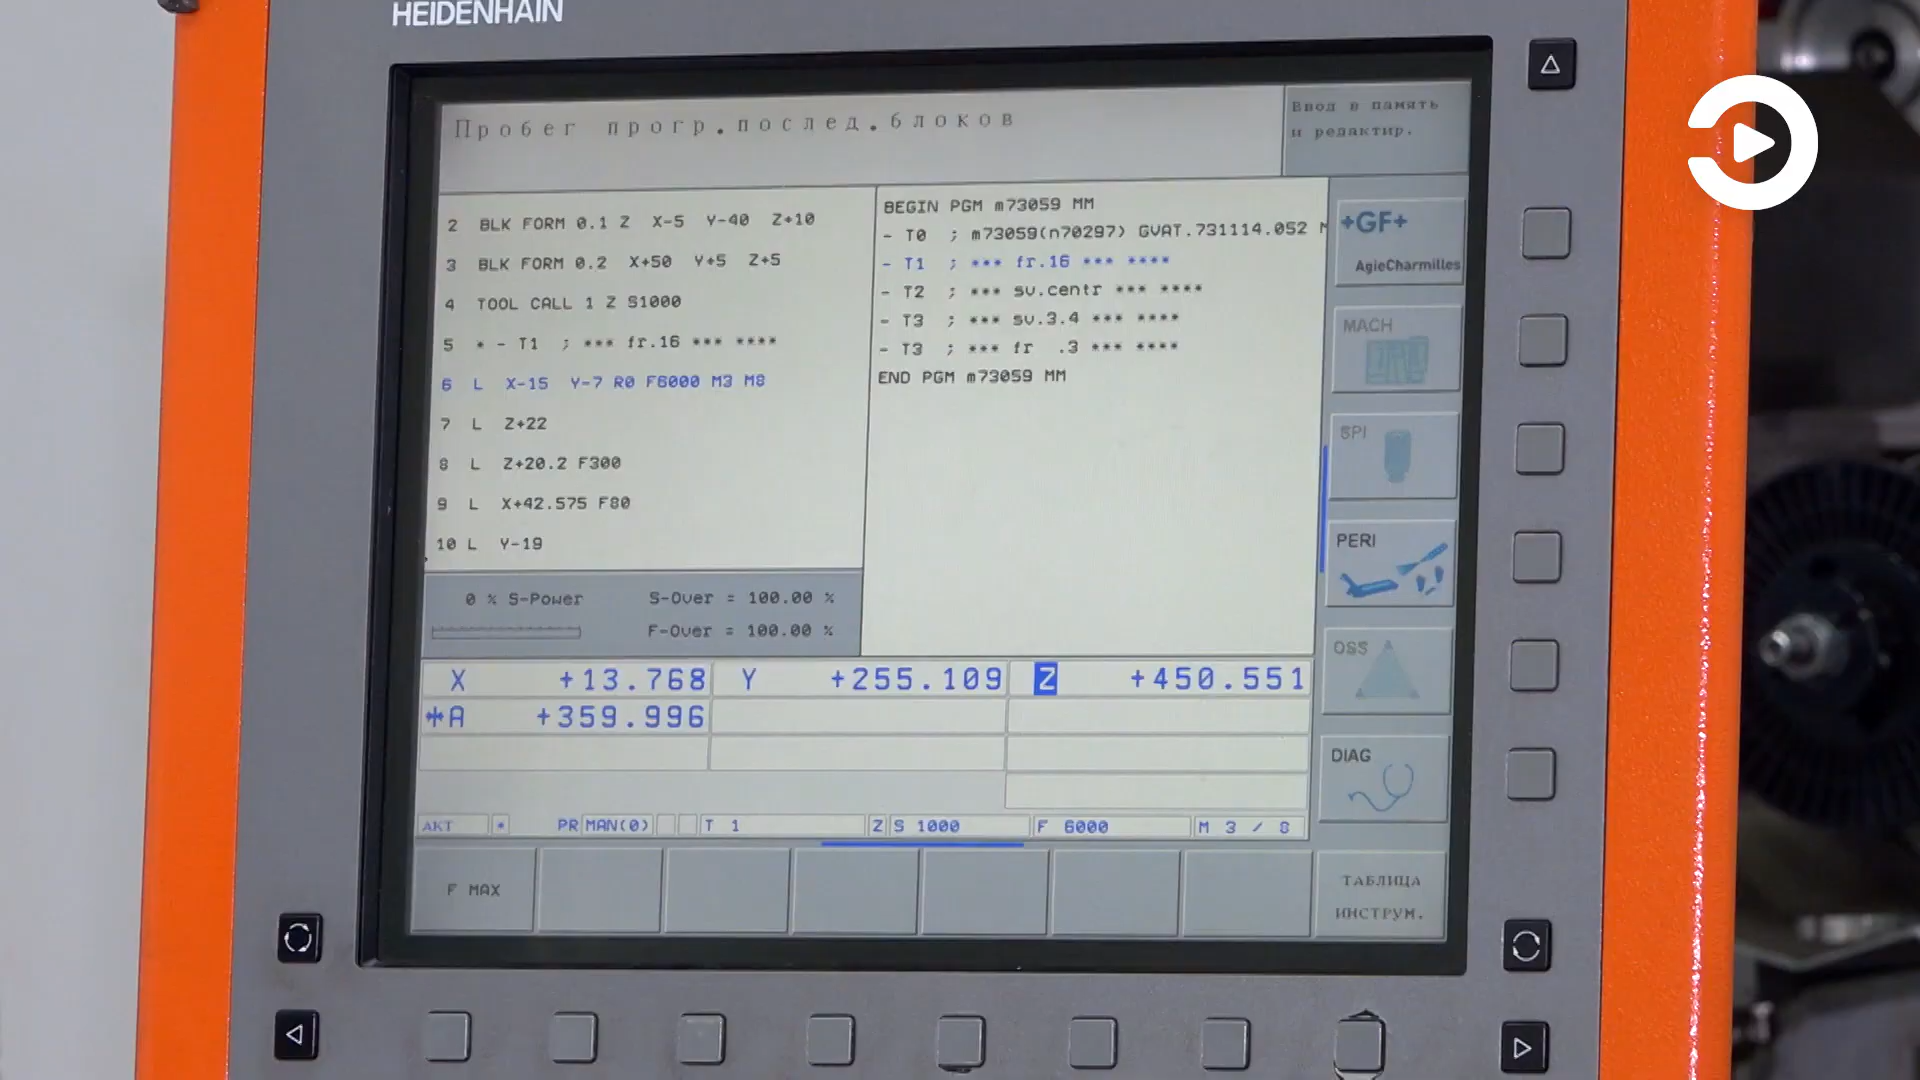 HEIDENHAIN
Пробег прогр.послед.блоков
Ввод в память
и редактир.
2 BLK FORM 0.1 Z X-5 Y-40 Z+10
3 BLK FORM 0.2 X+50 Y+5 Z+5
4 TOOL CALL 1 Z S1000
5 * - T1 ; *** fr.16 *** ****
6 L X-15 Y-7 R0 F6000 M3 M8
7 L Z+22
8 L Z+20.2 F300
9 L X+42.575 F80
10 L Y-19
BEGIN PGM m73059 MM
- T0 ; m73059(n70297) GVAT.731114.052
- T1 ; *** fr.16 *** ****
- T2 ; *** sv.centr *** ****
- T3 ; *** sv.3.4 *** ****
- T3 ; *** fr .3 *** ****
END PGM m73059 MM
+GF+
AgieCharmilles
MACH
SPI
PERI
OSS
DIAG
0 % S-Power S-Over = 100.00 %
F-Over = 100.00 %
X +13.768 Y +255.109 Z +450.551
A +359.996
АКТ * PR MAN(0) T 1 Z S 1000 F 6000 M 3 / 8
F MAX
ТАБЛИЦА
ИНСТРУМ.